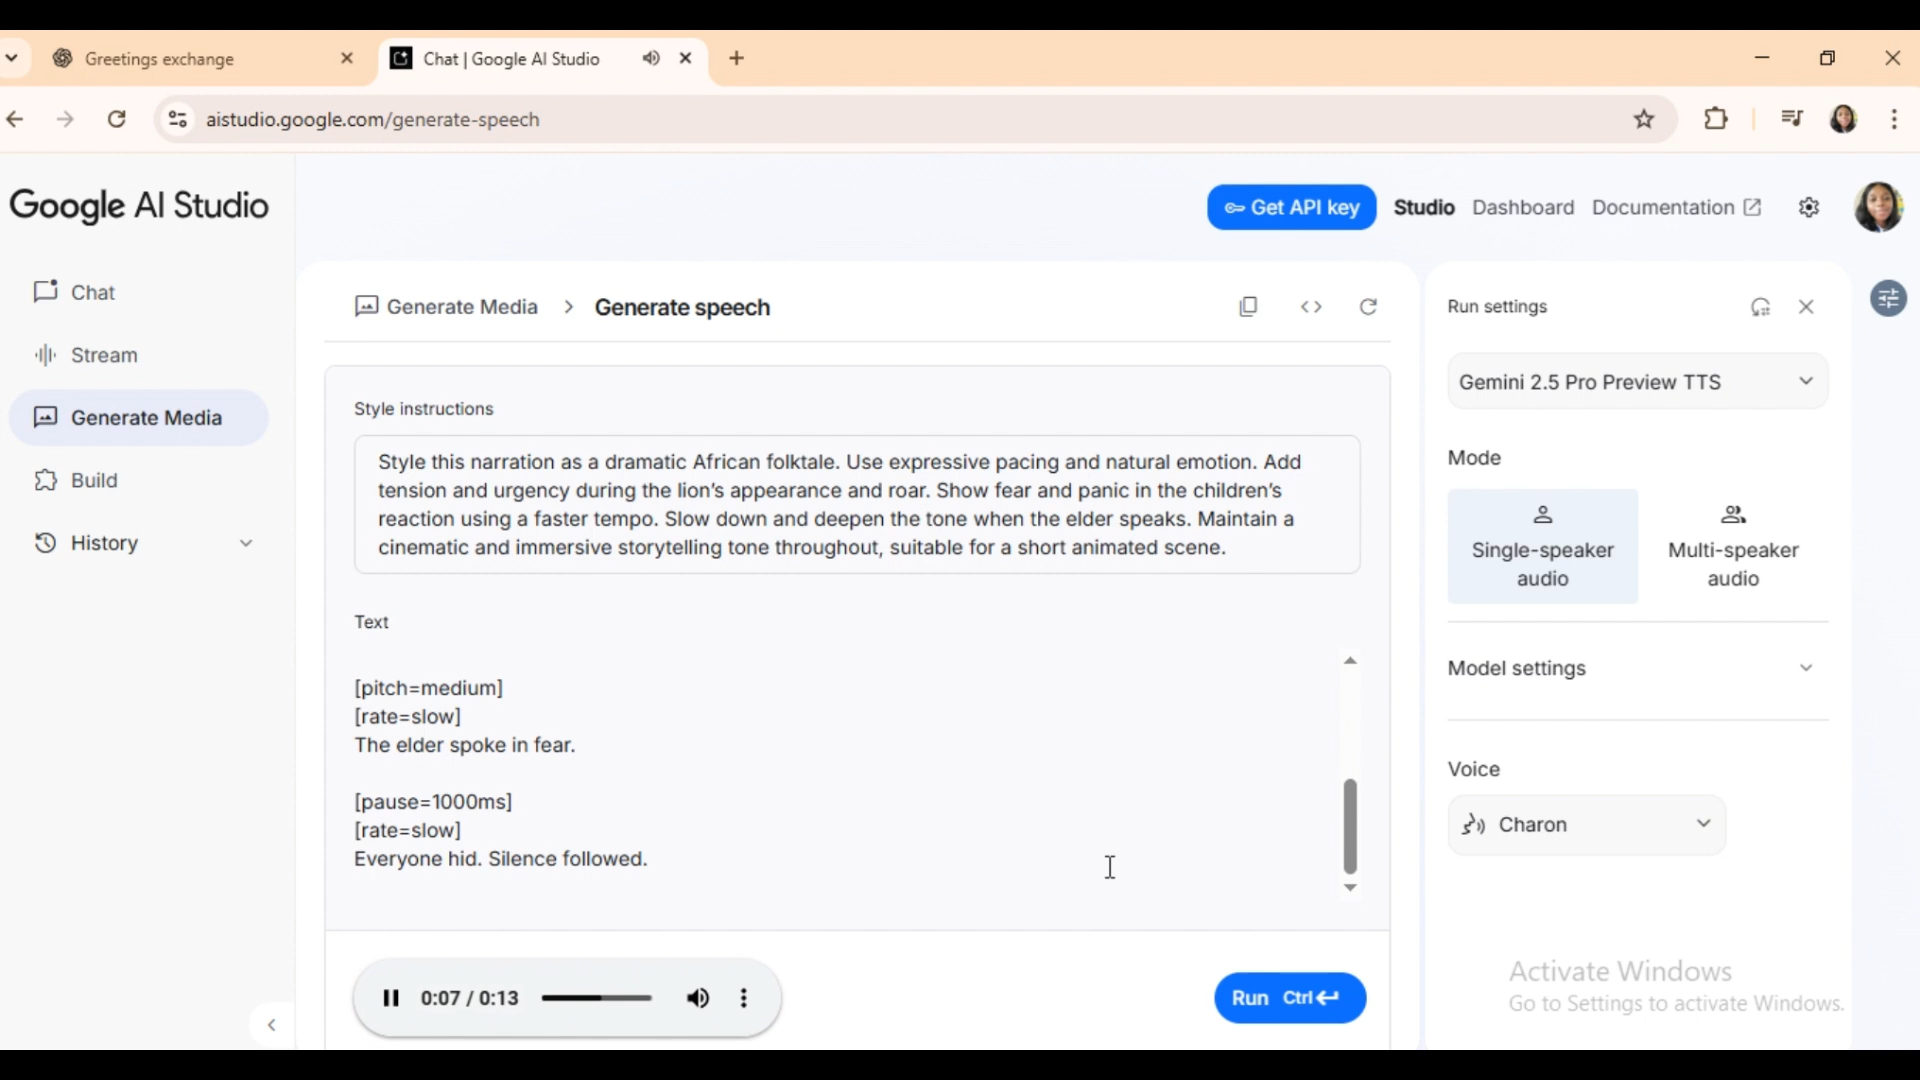 Greetings exchange
Chat | Google AI Studio
aistudio.google.com/generate-speech
Google AI Studio
Get API key
Studio
Dashboard
Documentation
Chat
Stream
Generate Media
Build
History
Generate Media > Generate speech
Style instructions
Style this narration as a dramatic African folktale. Use expressive pacing and natural emotion. Add
tension and urgency during the lion's appearance and roar. Show fear and panic in the children's
reaction using a faster tempo. Slow down and deepen the tone when the elder speaks. Maintain a
cinematic and immersive storytelling tone throughout, suitable for a short animated scene.
Text
[pitch=medium]
[rate=slow]
The elder spoke in fear.
[pause=1000ms]
[rate=slow]
Everyone hid. Silence followed.
0:07 / 0:13
Run Ctrl
Run settings
Gemini 2.5 Pro Preview TTS
Mode
Single-speaker
audio
Multi-speaker
audio
Model settings
Voice
Charon
Activate Windows
Go to Settings to activate Windows.